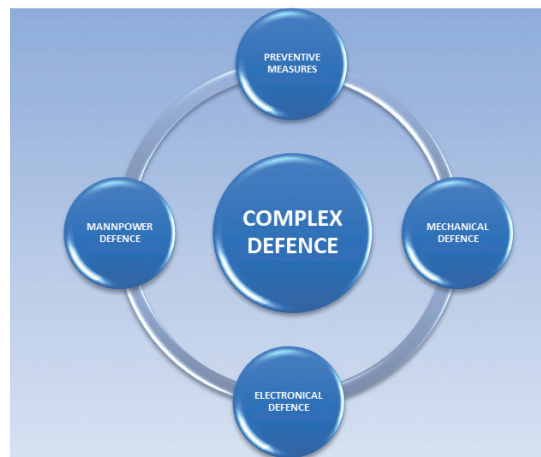 PREVENTIVE
MEASURES
MANNPOWER
DEFENCE
COMPLEX
DEFENCE
MECHANICAL
DEFENCE
ELECTRONICAL
DEFENCE